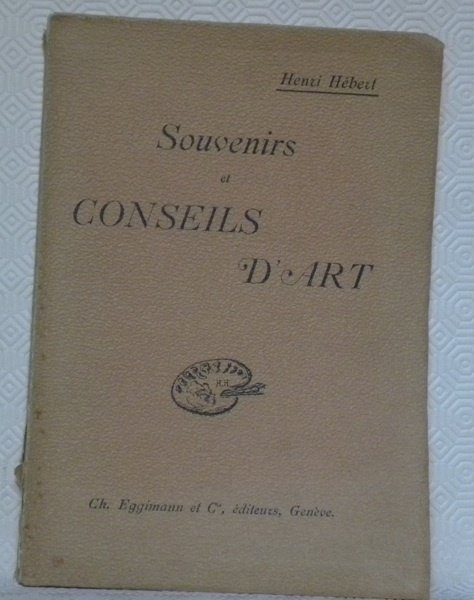 Henri Hébert
Souvenirs
et
CONSEILS
D'ART
H.H
Ch. Eggimann et Cⁱᵉ, éditeurs, Genève.